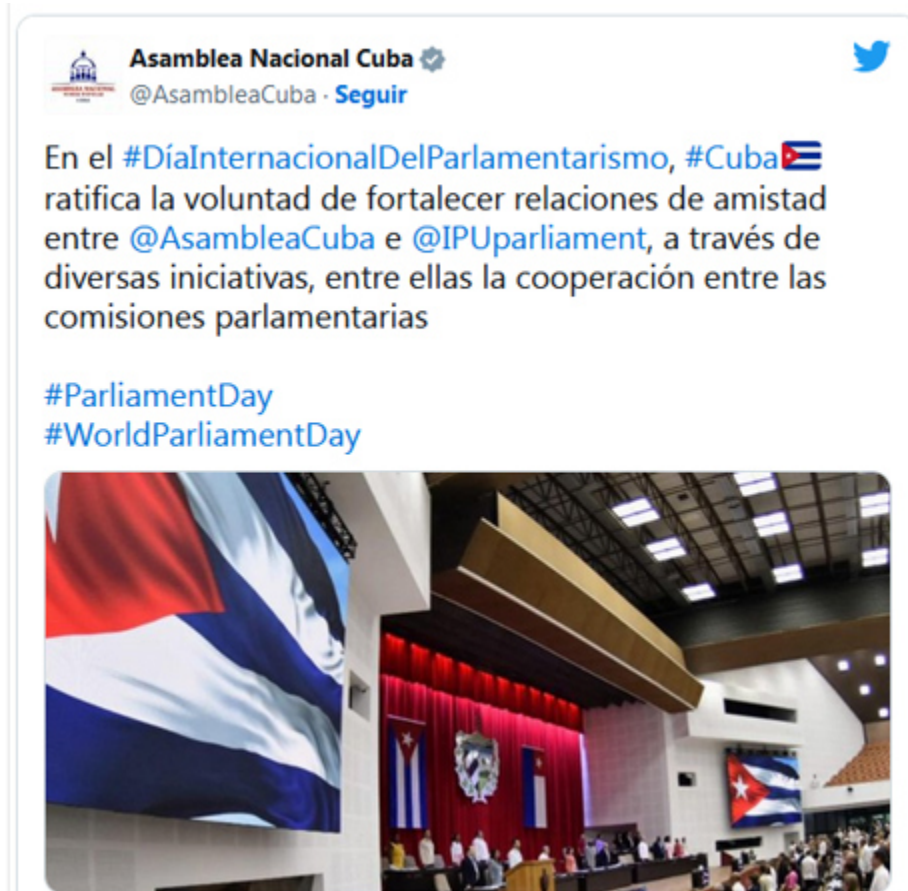 Asamblea Nacional Cuba
@AsambleaCuba · Seguir
En el #DíaInternacionalDelParlamentarismo, #Cuba🇨🇺
ratifica la voluntad de fortalecer relaciones de amistad
entre @AsambleaCuba e @IPUparliament, a través de
diversas iniciativas, entre ellas la cooperación entre las
comisiones parlamentarias
#ParliamentDay
#WorldParliamentDay